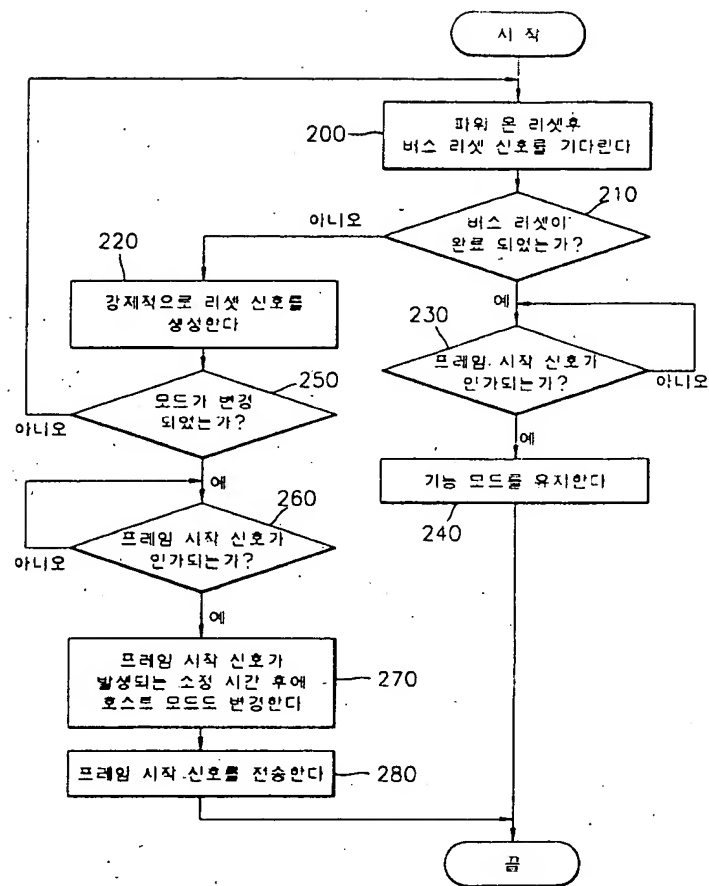 시 작
200
파워 온 리셋후
버스 리셋 신호를 기다린다
210
버스 리셋이
완료 되었는가?
아니오
예
220
강제적으로 리셋 신호를
생성한다
230
프레임 시작 신호가
인가되는가?
아니오
예
250
모드가 변경
되었는가?
아니오
예
기능 모드를 유지한다
240
260
프레임 시작 신호가
인가되는가?
아니오
예
프레임 시작 신호가
발생되는 소정 시간 후에
호스트 모드도 변경한다
270
프레임 시작 신호를 전송한다
280
끝